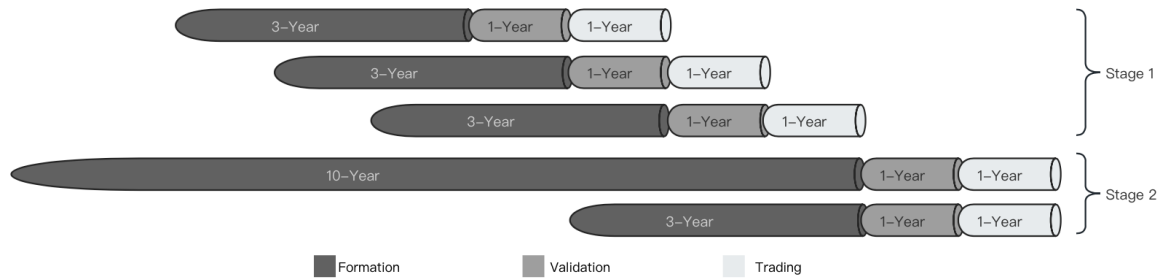 3–Year 1–Year 1–Year
3–Year 1–Year 1–Year
Stage 1
3–Year 1–Year 1–Year
10–Year 1–Year 1–Year
Stage 2
3–Year 1–Year 1–Year
Formation Validation Trading